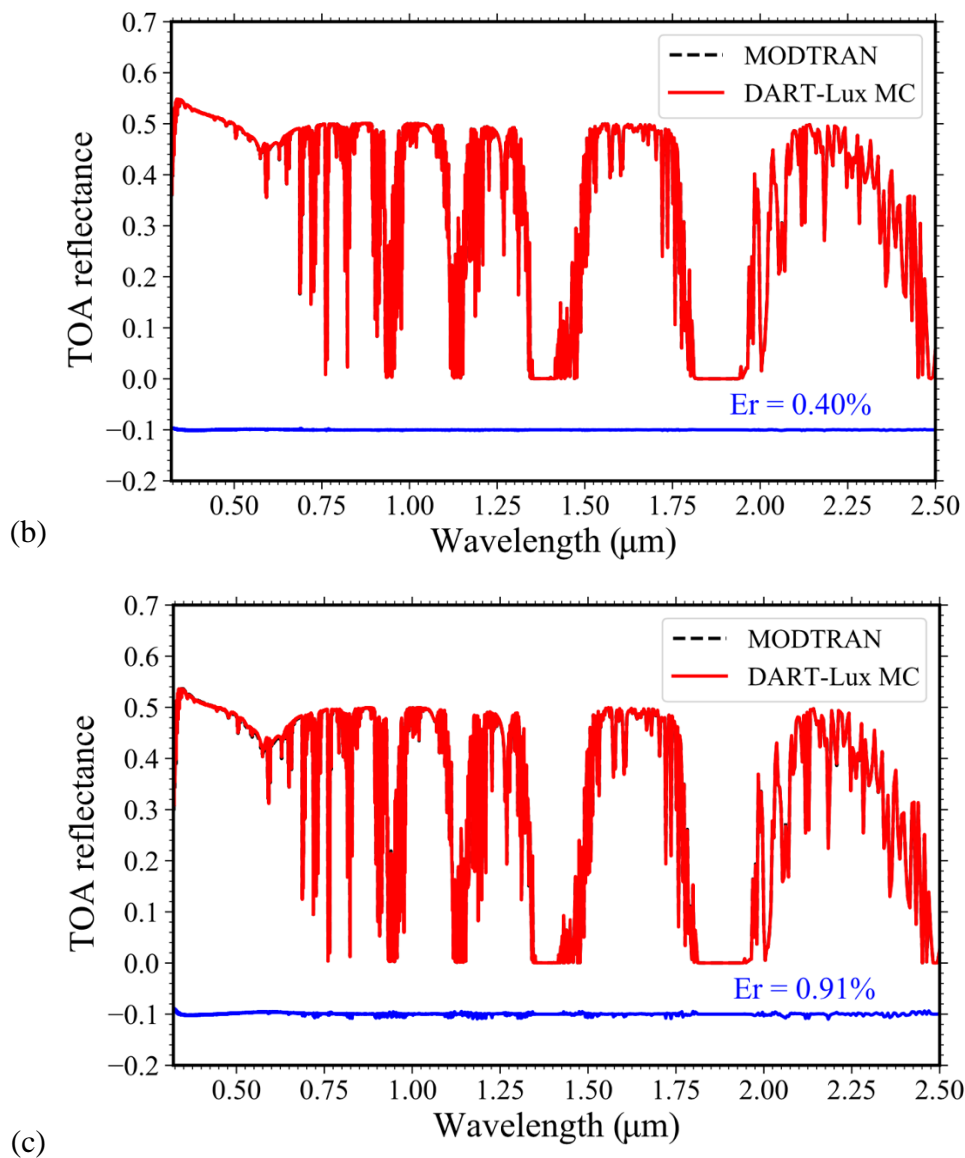 0.7
0.6
0.5
0.4
0.3
0.2
0.1
0.0
−0.1
−0.2
TOA reflectance
MODTRAN
DART-Lux MC
Er = 0.40%
0.50 0.75 1.00 1.25 1.50 1.75 2.00 2.25 2.50
Wavelength (μm)
(b)
0.7
0.6
0.5
0.4
0.3
0.2
0.1
0.0
−0.1
−0.2
TOA reflectance
MODTRAN
DART-Lux MC
Er = 0.91%
0.50 0.75 1.00 1.25 1.50 1.75 2.00 2.25 2.50
Wavelength (μm)
(c)